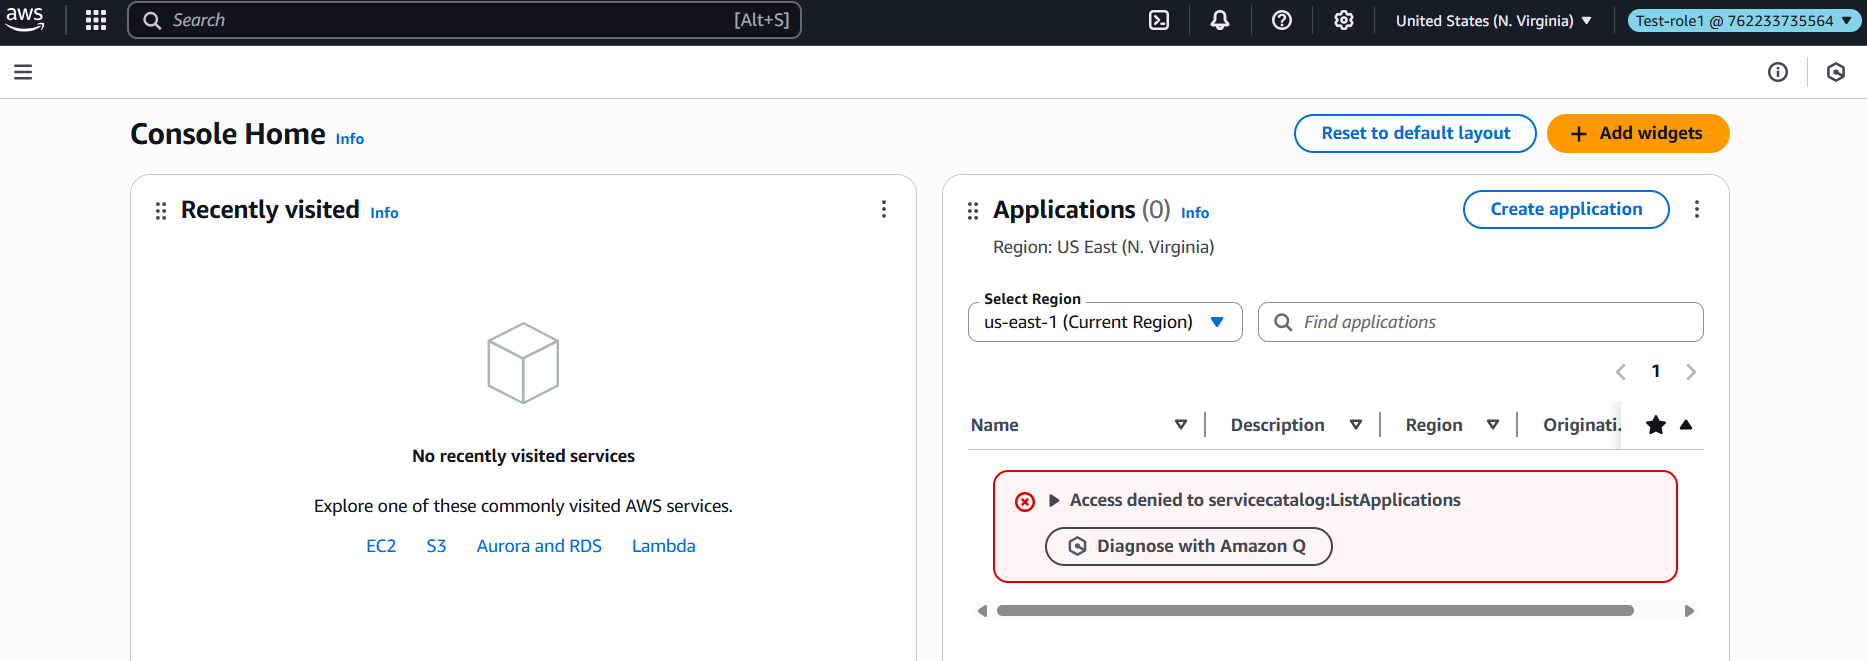 aws
Search [Alt+S]
United States (N. Virginia)
Test-role1 @ 762233735564
Console Home Info
Reset to default layout
Add widgets
Recently visited Info
No recently visited services
Explore one of these commonly visited AWS services.
EC2 S3 Aurora and RDS Lambda
Applications (0) Info
Create application
Region: US East (N. Virginia)
Select Region
us-east-1 (Current Region)
Find applications
1
Name Description Region Originati.
Access denied to servicecatalog:ListApplications
Diagnose with Amazon Q